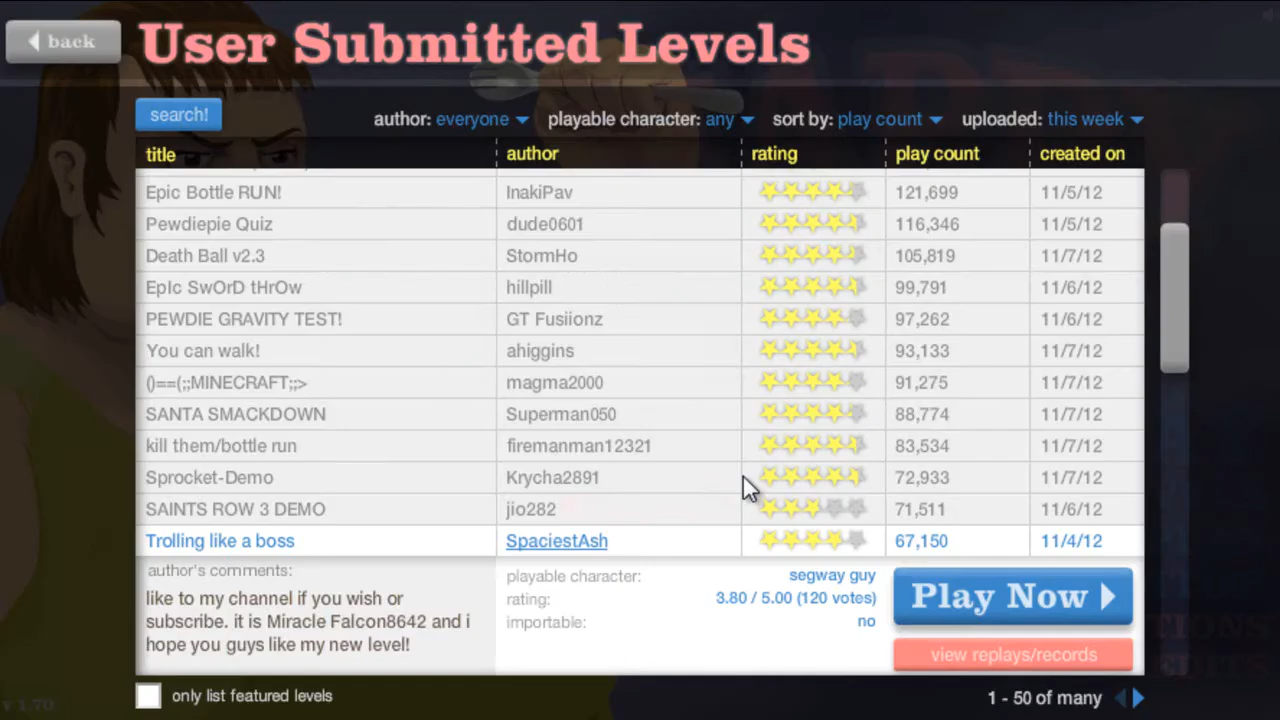 back
User Submitted Levels
search!
author: everyone
playable character: any
sort by: play count
uploaded: this week
title author rating play count created on
Epic Bottle RUN! InakiPav 121,699 11/5/12
Pewdiepie Quiz dude0601 116,346 11/5/12
Death Ball v2.3 StormHo 105,819 11/7/12
EpIc SwOrD tHrOw hillpill 99,791 11/6/12
PEWDIE GRAVITY TEST! GT Fusiionz 97,262 11/6/12
You can walk! ahiggins 93,133 11/7/12
()==(;;MINECRAFT;;> magma2000 91,275 11/7/12
SANTA SMACKDOWN Superman050 88,774 11/7/12
kill them/bottle run firemanman12321 83,534 11/7/12
Sprocket-Demo Krycha2891 72,933 11/7/12
SAINTS ROW 3 DEMO jio282 71,511 11/6/12
Trolling like a boss SpaciestAsh 67,150 11/4/12
author's comments:
like to my channel if you wish or
subscribe. it is Miracle Falcon8642 and i
hope you guys like my new level!
playable character: segway guy
rating: 3.80 / 5.00 (120 votes)
importable: no
Play Now
view replays/records
only list featured levels
1 - 50 of many
v 1.70